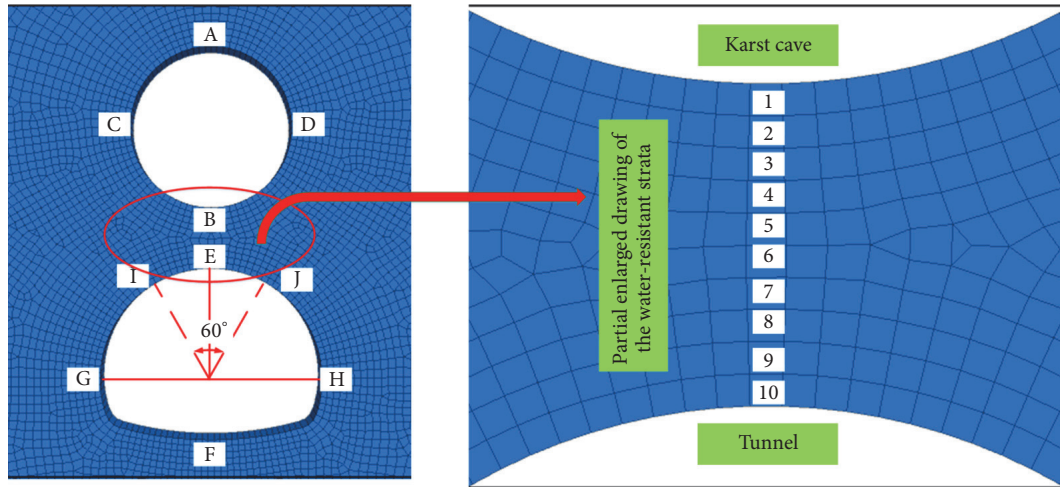 A
C
D
B
E
I
J
60°
G
H
F
Karst cave
1
2
3
4
5
6
7
8
9
10
Partial enlarged drawing of
the water-resistant strata
Tunnel